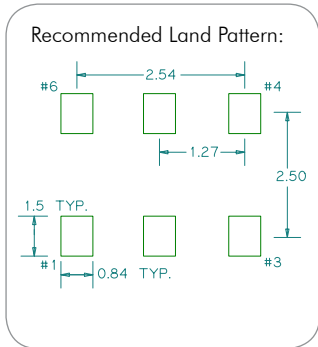 Recommended Land Pattern:
#6
2.54
#4
1.27
2.50
1.5 TYP.
#1
0.84 TYP.
#3